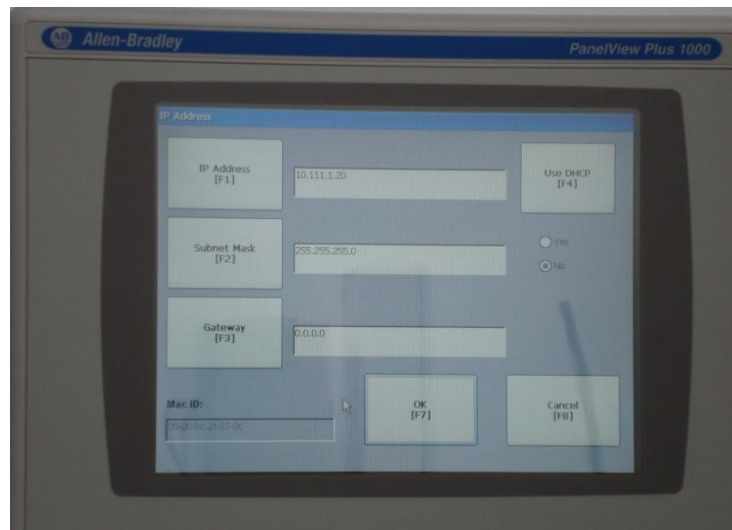 AB Allen-Bradley
PanelView Plus 1000
IP Address
IP Address
[F1]
10.111.1.20
Use DHCP
[F4]
Subnet Mask
[F2]
255.255.255.0
Yes
No
Gateway
[F3]
0.0.0.0
Mac ID:
OK
[F7]
Cancel
[F8]